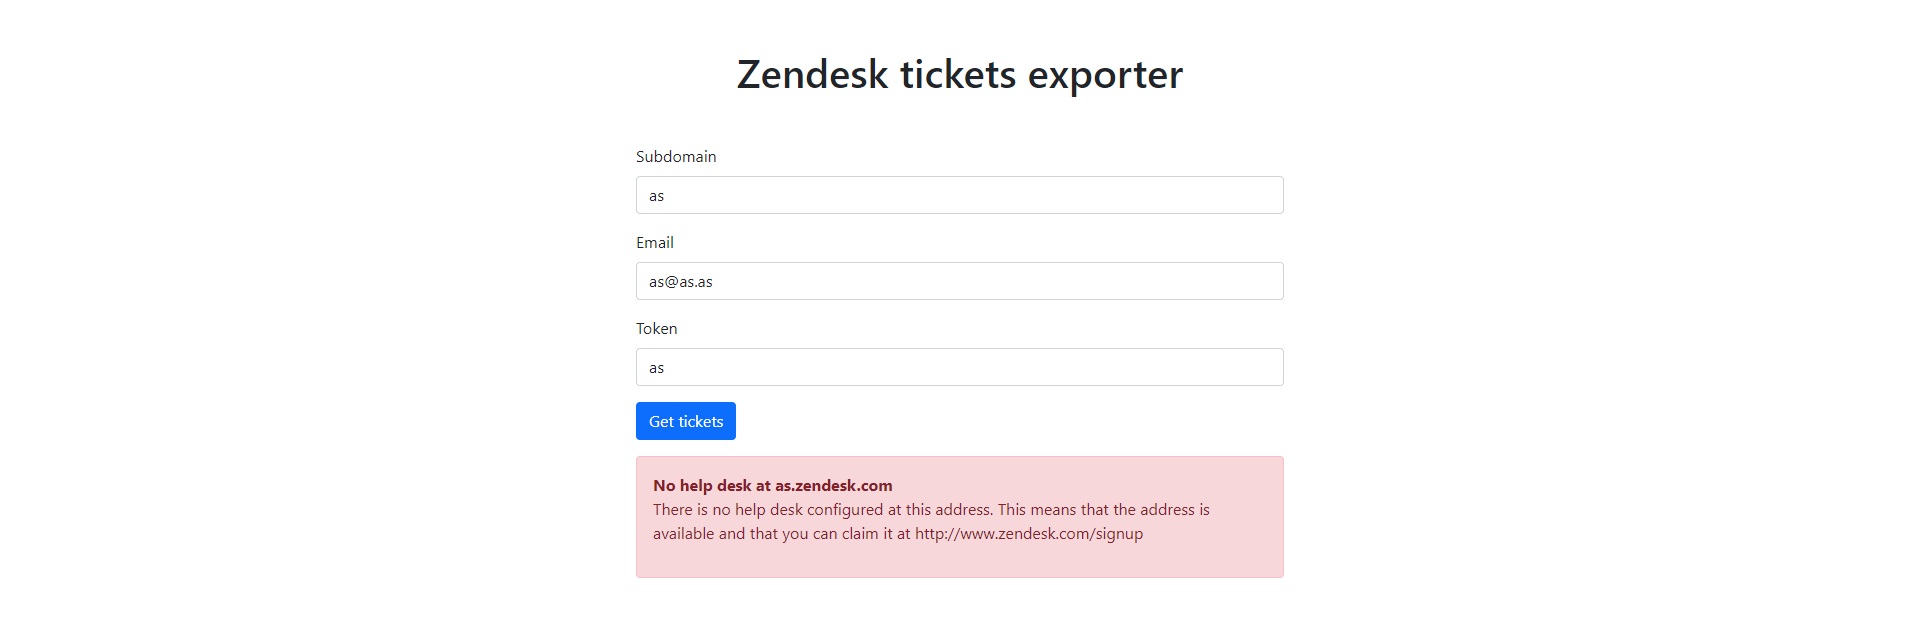 Zendesk tickets exporter
Subdomain
as
Email
as@as.as
Token
as
Get tickets
No help desk at as.zendesk.com
There is no help desk configured at this address. This means that the address is
available and that you can claim it at http://www.zendesk.com/signup